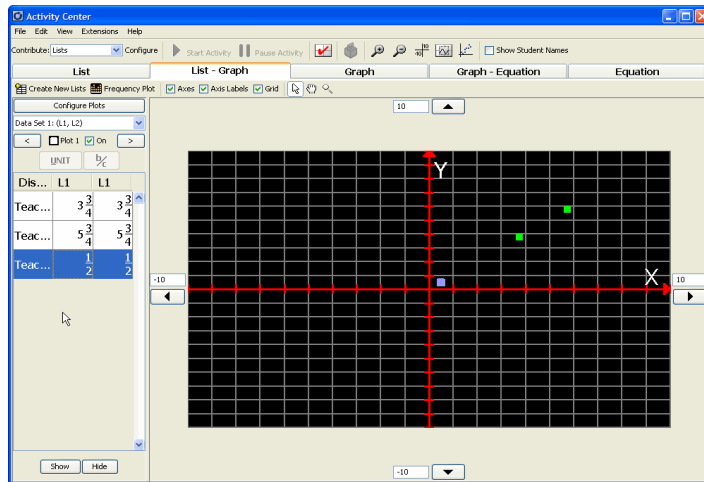 Activity Center
File Edit View Extensions Help
Contribute: Lists Configure Start Activity Pause Activity 10 -10 10 Show Student Names
List List - Graph Graph Graph - Equation Equation
Create New Lists Frequency Plot Axes Axis Labels Grid
Configure Plots
Data Set 1: (L1, L2)
< Plot 1 On >
UNIT b/c
Dis... L1 L1
Teac... 3 3/4 3 3/4
Teac... 5 3/4 5 3/4
Teac... 1/2 1/2
Show Hide
10
Y
-10
X
10
-10